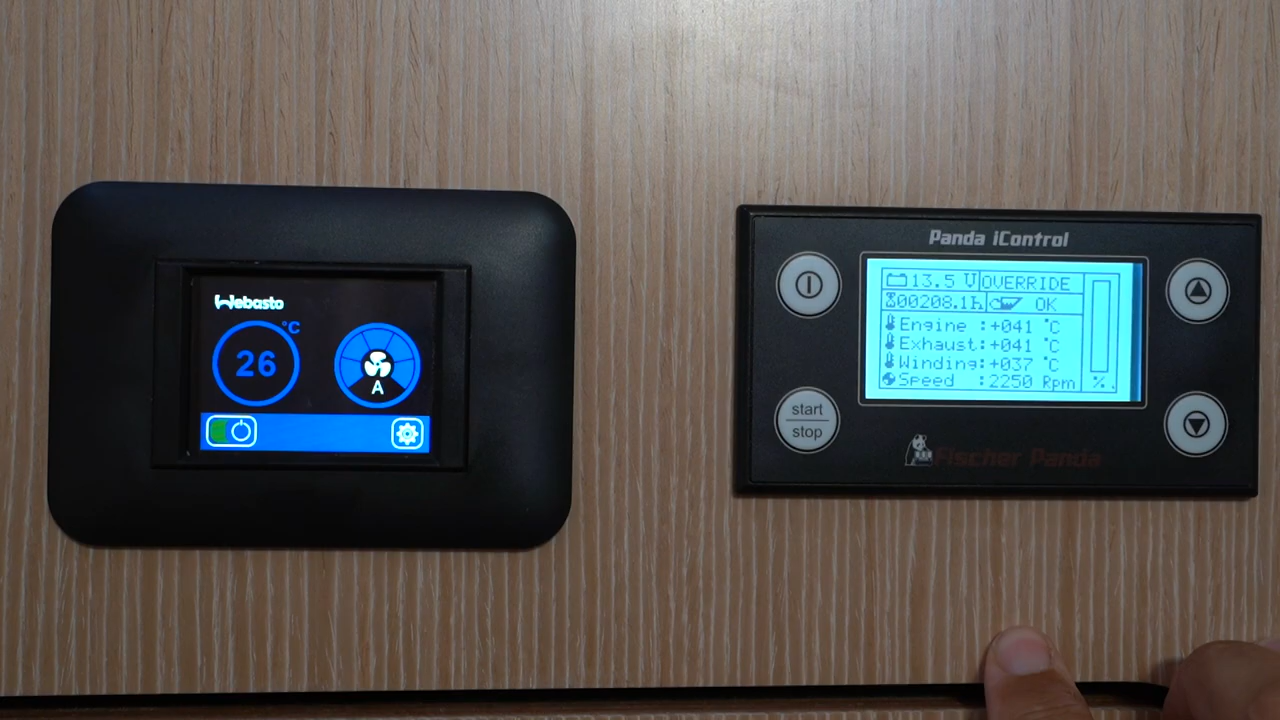 Webasto
°C
26
A
Panda iControl
13.5 V OVERRIDE
00208.1h OK
Engine :+041 °C
Exhaust:+041 °C
Winding:+037 °C
Speed :2250 Rpm
%
start
stop
Fischer Panda